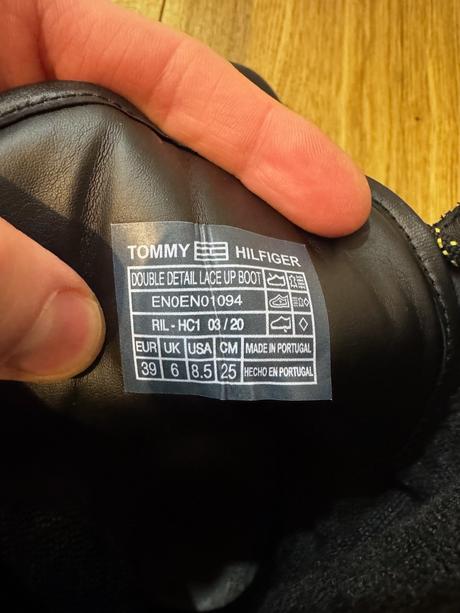 TOMMY HILFIGER
DOUBLE DETAIL LACE UP BOOT
EN0EN01094
RIL - HC1 03 / 20
EUR UK USA CM MADE IN PORTUGAL
39 6 8.5 25 HECHO EN PORTUGAL